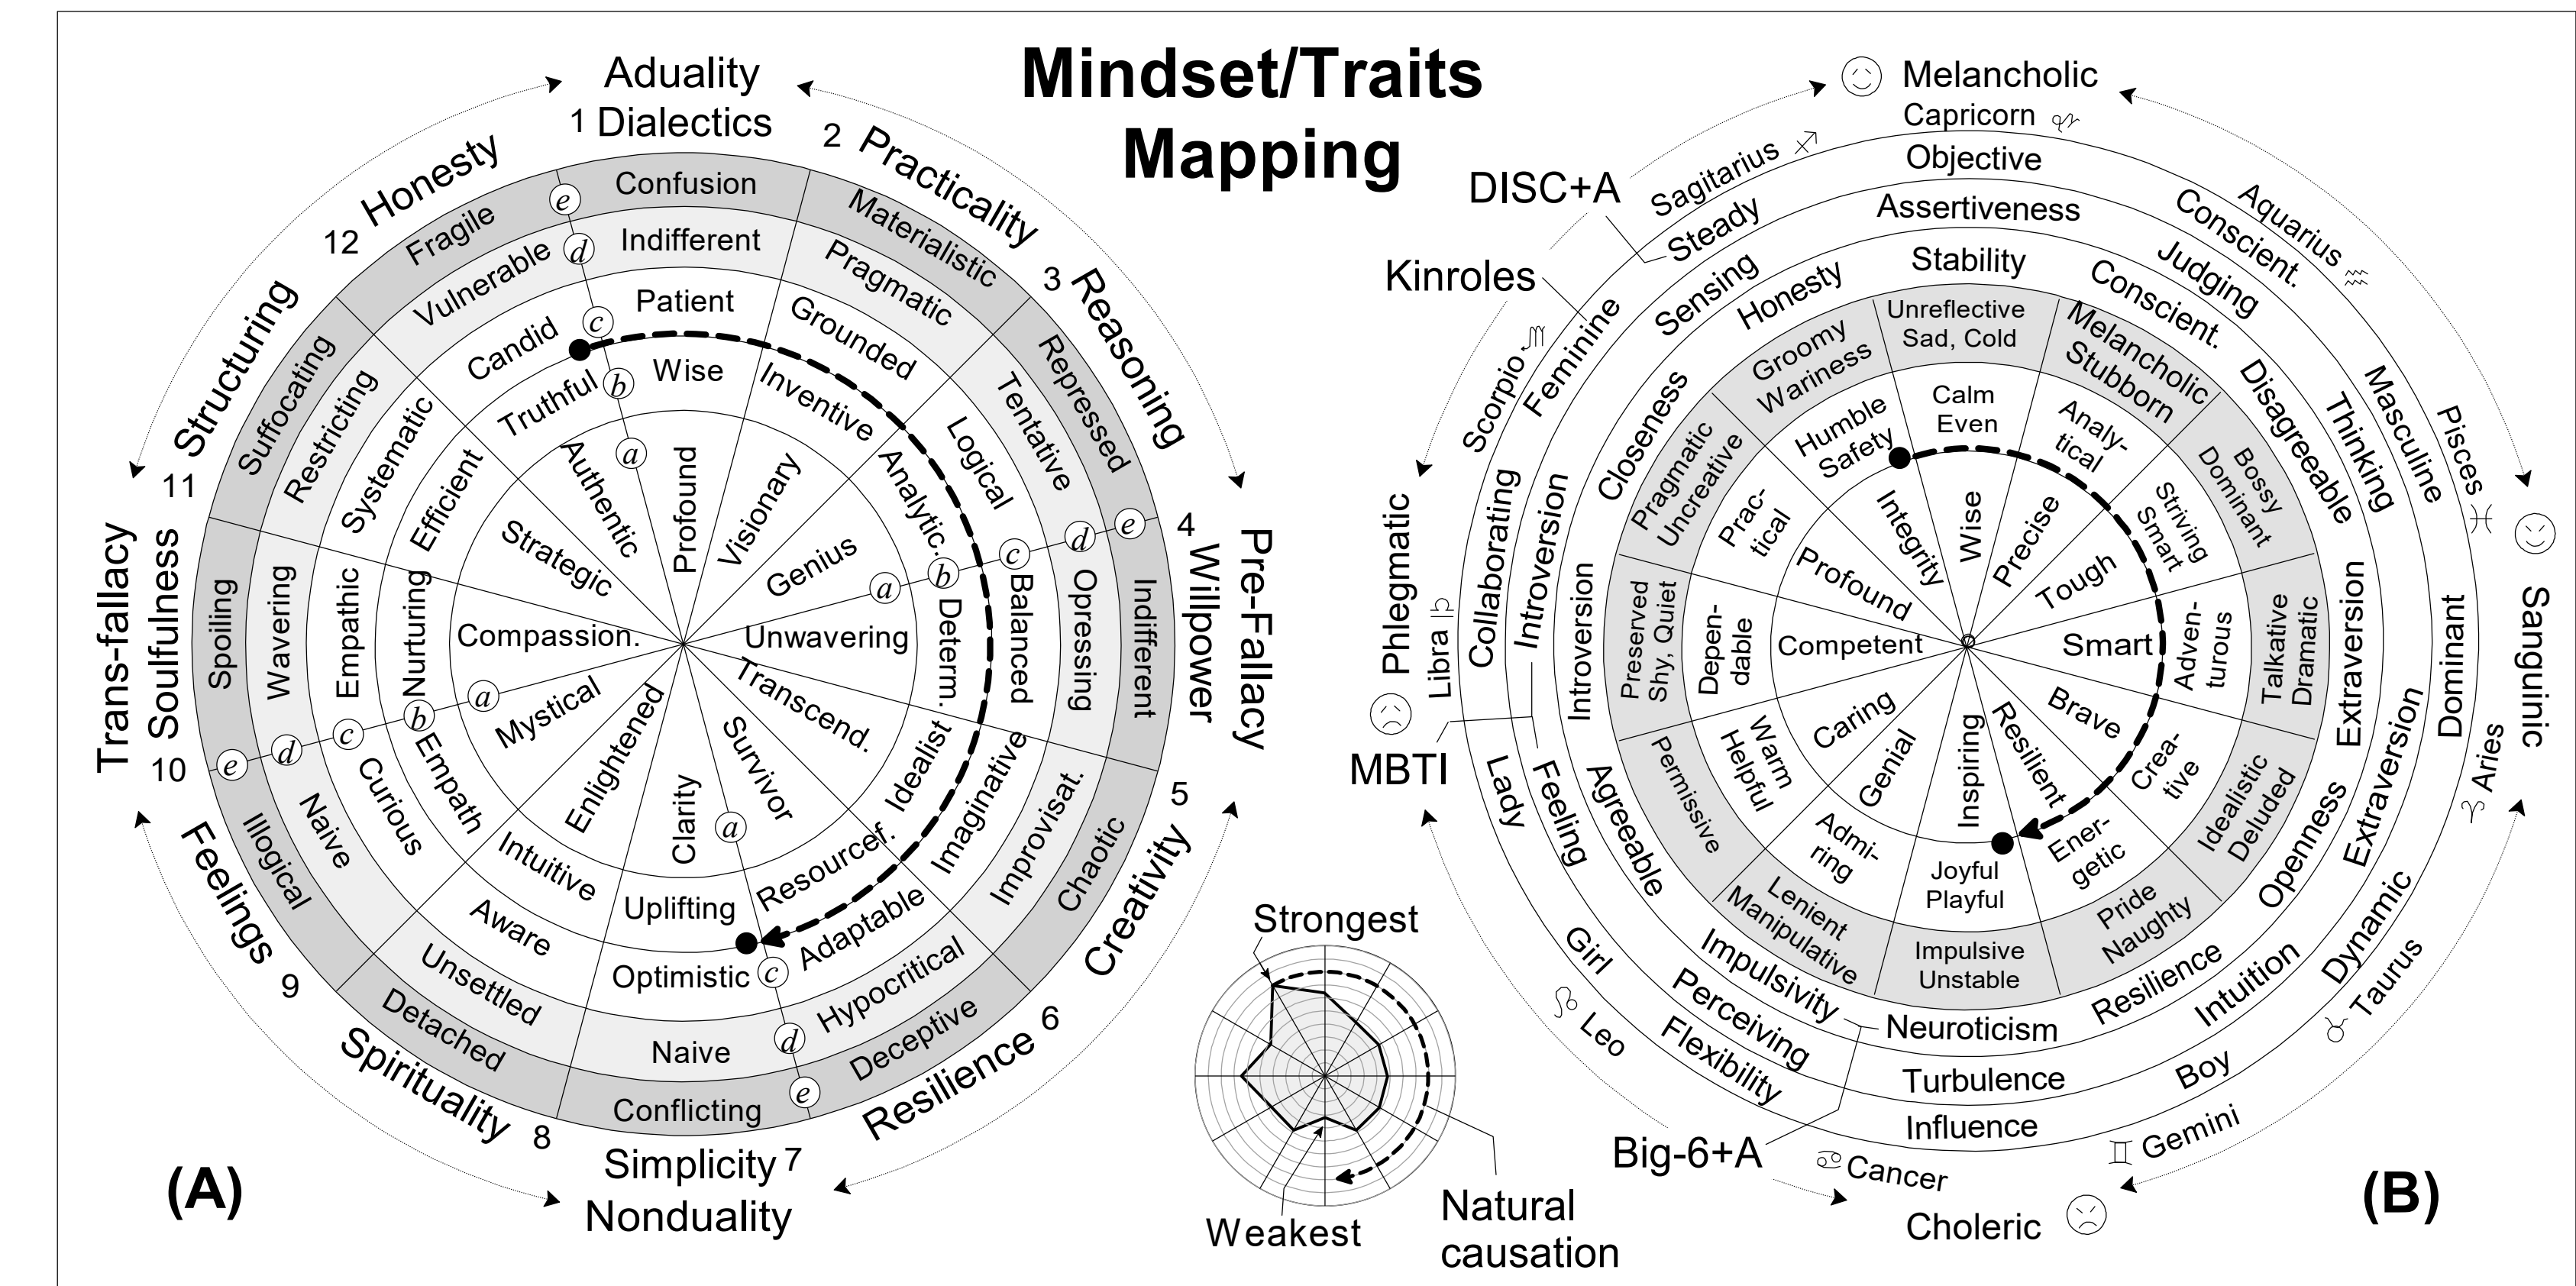 Mindset/Traits
Mapping
Aduality
1 Dialectics
2 Practicality
3 Reasoning
4 Willpower
Pre-Fallacy
5 Creativity
6 Resilience
Simplicity 7
Nonduality
8 Spirituality
9 Feelings
10 Soulfulness
Trans-fallacy
11 Structuring
12 Honesty
Confusion
Materialistic
Repressed
Indifferent
Chaotic
Deceptive
Conflicting
Detached
Illogical
Spoiling
Suffocating
Fragile
Indifferent
Pragmatic
Tentative
Opressing
Improvisat.
Hypocritical
Naive
Unsettled
Naive
Wavering
Restricting
Vulnerable
Patient
Grounded
Logical
Balanced
Imaginative
Adaptable
Optimistic
Aware
Curious
Empathic
Systematic
Candid
Wise
Inventive
Analytic.
Determ.
Idealist
Resourcef.
Uplifting
Intuitive
Empath
Nurturing
Efficient
Truthful
Profound
Visionary
Genius
Unwavering
Transcend.
Survivor
Clarity
Enlightened
Mystical
Compassion.
Strategic
Authentic
e
d
c
b
a
a
b
c
d
e
a
c
d
e
a
b
c
d
e
(A)
Strongest
Weakest
Natural
causation
DISC+A
Kinroles
MBTI
Big-6+A
Melancholic
Sanguinic
Choleric
Phlegmatic
Capricorn ♑
Aquarius ♒
Pisces ♓
♈ Aries
♉ Taurus
♊ Gemini
♋ Cancer
♌ Leo
Libra ♎
Scorpio ♏
Sagitarius ♐
Objective
Conscient.
Masculine
Dominant
Dynamic
Boy
Influence
Flexibility
Girl
Lady
Collaborating
Feminine
Steady
Assertiveness
Judging
Thinking
Extraversion
Intuition
Turbulence
Perceiving
Feeling
Introversion
Sensing
Stability
Conscient.
Disagreeable
Extraversion
Openness
Resilience
Neuroticism
Impulsivity
Agreeable
Introversion
Closeness
Honesty
Unreflective
Sad, Cold
Melancholic
Stubborn
Bossy
Dominant
Talkative
Dramatic
Idealistic
Deluded
Pride
Naughty
Impulsive
Unstable
Lenient
Manipulative
Permissive
Preserved
Shy, Quiet
Pragmatic
Uncreative
Groomy
Wariness
Calm
Even
Analy-
tical
Striving
Smart
Adven-
turous
Crea-
tive
Ener-
getic
Joyful
Playful
Admi-
ring
Warm
Helpful
Depen-
dable
Prac-
tical
Humble
Safety
Wise
Precise
Tough
Smart
Brave
Resilient
Inspiring
Genial
Caring
Competent
Profound
Integrity
(B)